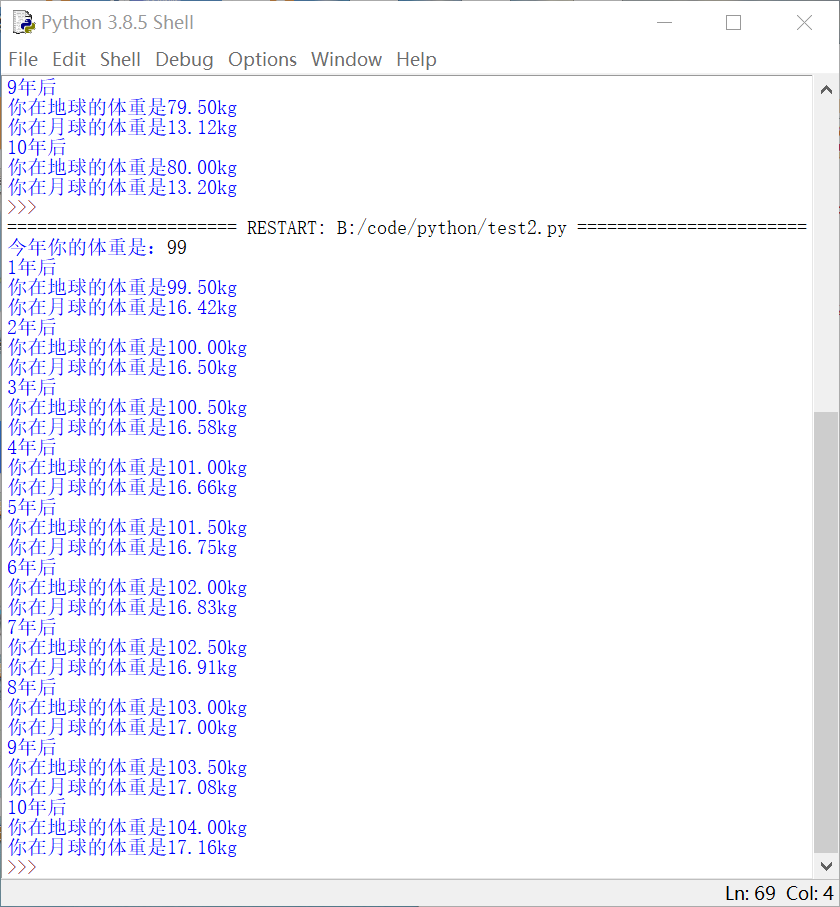 Python 3.8.5 Shell
File Edit Shell Debug Options Window Help
9年后
你在地球的体重是79.50kg
你在月球的体重是13.12kg
10年后
你在地球的体重是80.00kg
你在月球的体重是13.20kg
>>>
======================= RESTART: B:/code/python/test2.py =======================
今年你的体重是：99
1年后
你在地球的体重是99.50kg
你在月球的体重是16.42kg
2年后
你在地球的体重是100.00kg
你在月球的体重是16.50kg
3年后
你在地球的体重是100.50kg
你在月球的体重是16.58kg
4年后
你在地球的体重是101.00kg
你在月球的体重是16.66kg
5年后
你在地球的体重是101.50kg
你在月球的体重是16.75kg
6年后
你在地球的体重是102.00kg
你在月球的体重是16.83kg
7年后
你在地球的体重是102.50kg
你在月球的体重是16.91kg
8年后
你在地球的体重是103.00kg
你在月球的体重是17.00kg
9年后
你在地球的体重是103.50kg
你在月球的体重是17.08kg
10年后
你在地球的体重是104.00kg
你在月球的体重是17.16kg
>>>
Ln: 69 Col: 4